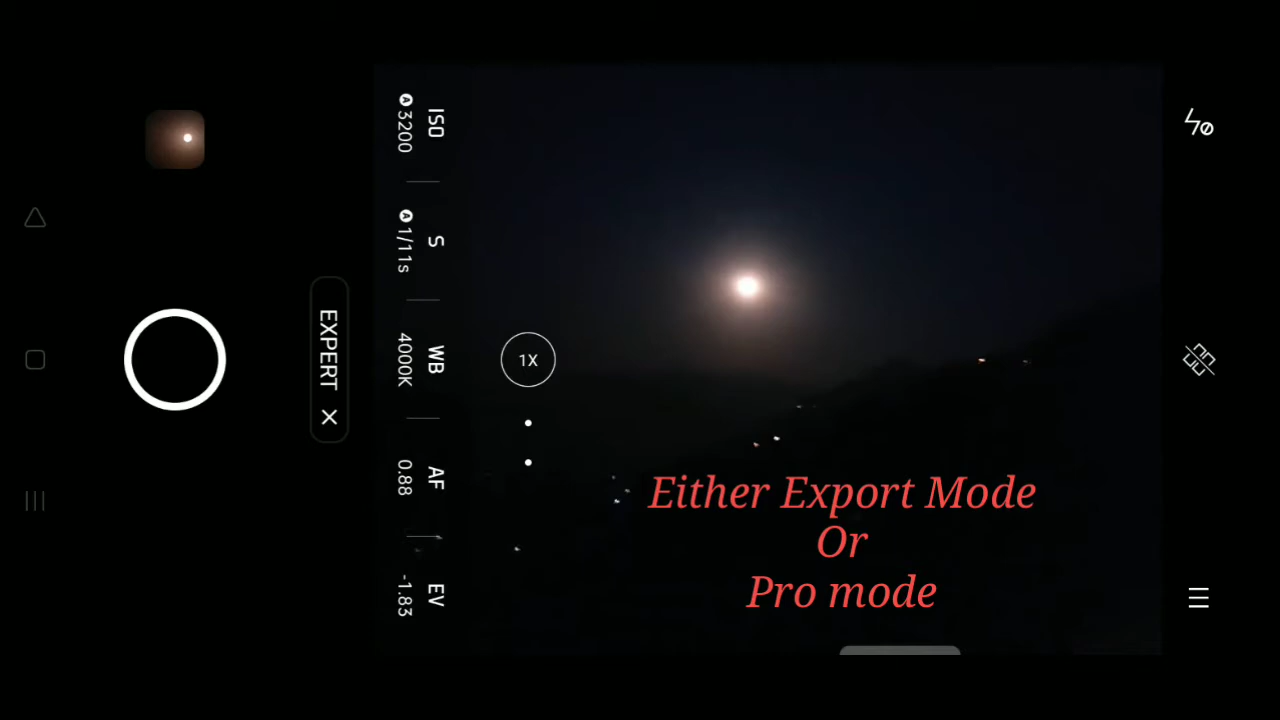 ISO
A 3200
S
A 1/11s
WB
4000K
AF
0.88
EV
-1.83
EXPERT ×
1X
Either Export Mode
Or
Pro mode